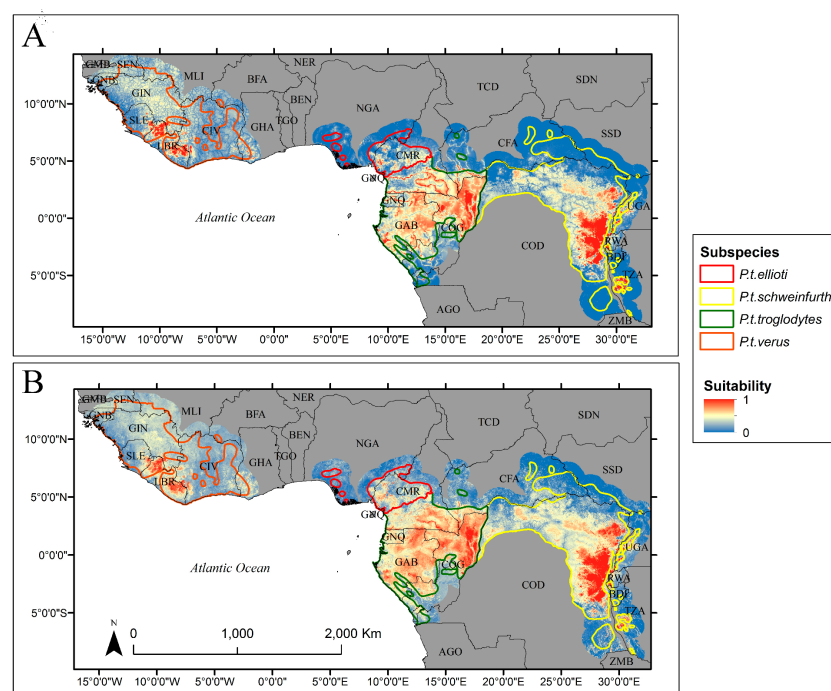 A
GMB SEN
GNB
MLI
NER
BFA
BEN
TCD
SDN
GIN
NGA
SLE
CIV
GHA
TGO
CFA
SSD
LBR
CMR
GNQ
UGA
GNQ
Atlantic Ocean
GAB
COG
COD
RWA
BDI
TZA
AGO
ZMB
10°0'0"N
5°0'0"N
0°0'0"
5°0'0"S
15°0'0"W 10°0'0"W 5°0'0"W 0°0'0" 5°0'0"E 10°0'0"E 15°0'0"E 20°0'0"E 25°0'0"E 30°0'0"E
Subspecies
P.t.ellioti
P.t.schweinfurth
P.t.troglodytes
P.t.verus
Suitability
1
0
B
GMB SEN
GNB
MLI
NER
BFA
BEN
TCD
SDN
GIN
NGA
SLE
CIV
GHA
TGO
CFA
SSD
LBR
CMR
GNQ
UGA
GNQ
Atlantic Ocean
GAB
COG
COD
RWA
BDI
TZA
AGO
ZMB
10°0'0"N
5°0'0"N
0°0'0"
5°0'0"S
N
0 1,000 2,000 Km
15°0'0"W 10°0'0"W 5°0'0"W 0°0'0" 5°0'0"E 10°0'0"E 15°0'0"E 20°0'0"E 25°0'0"E 30°0'0"E